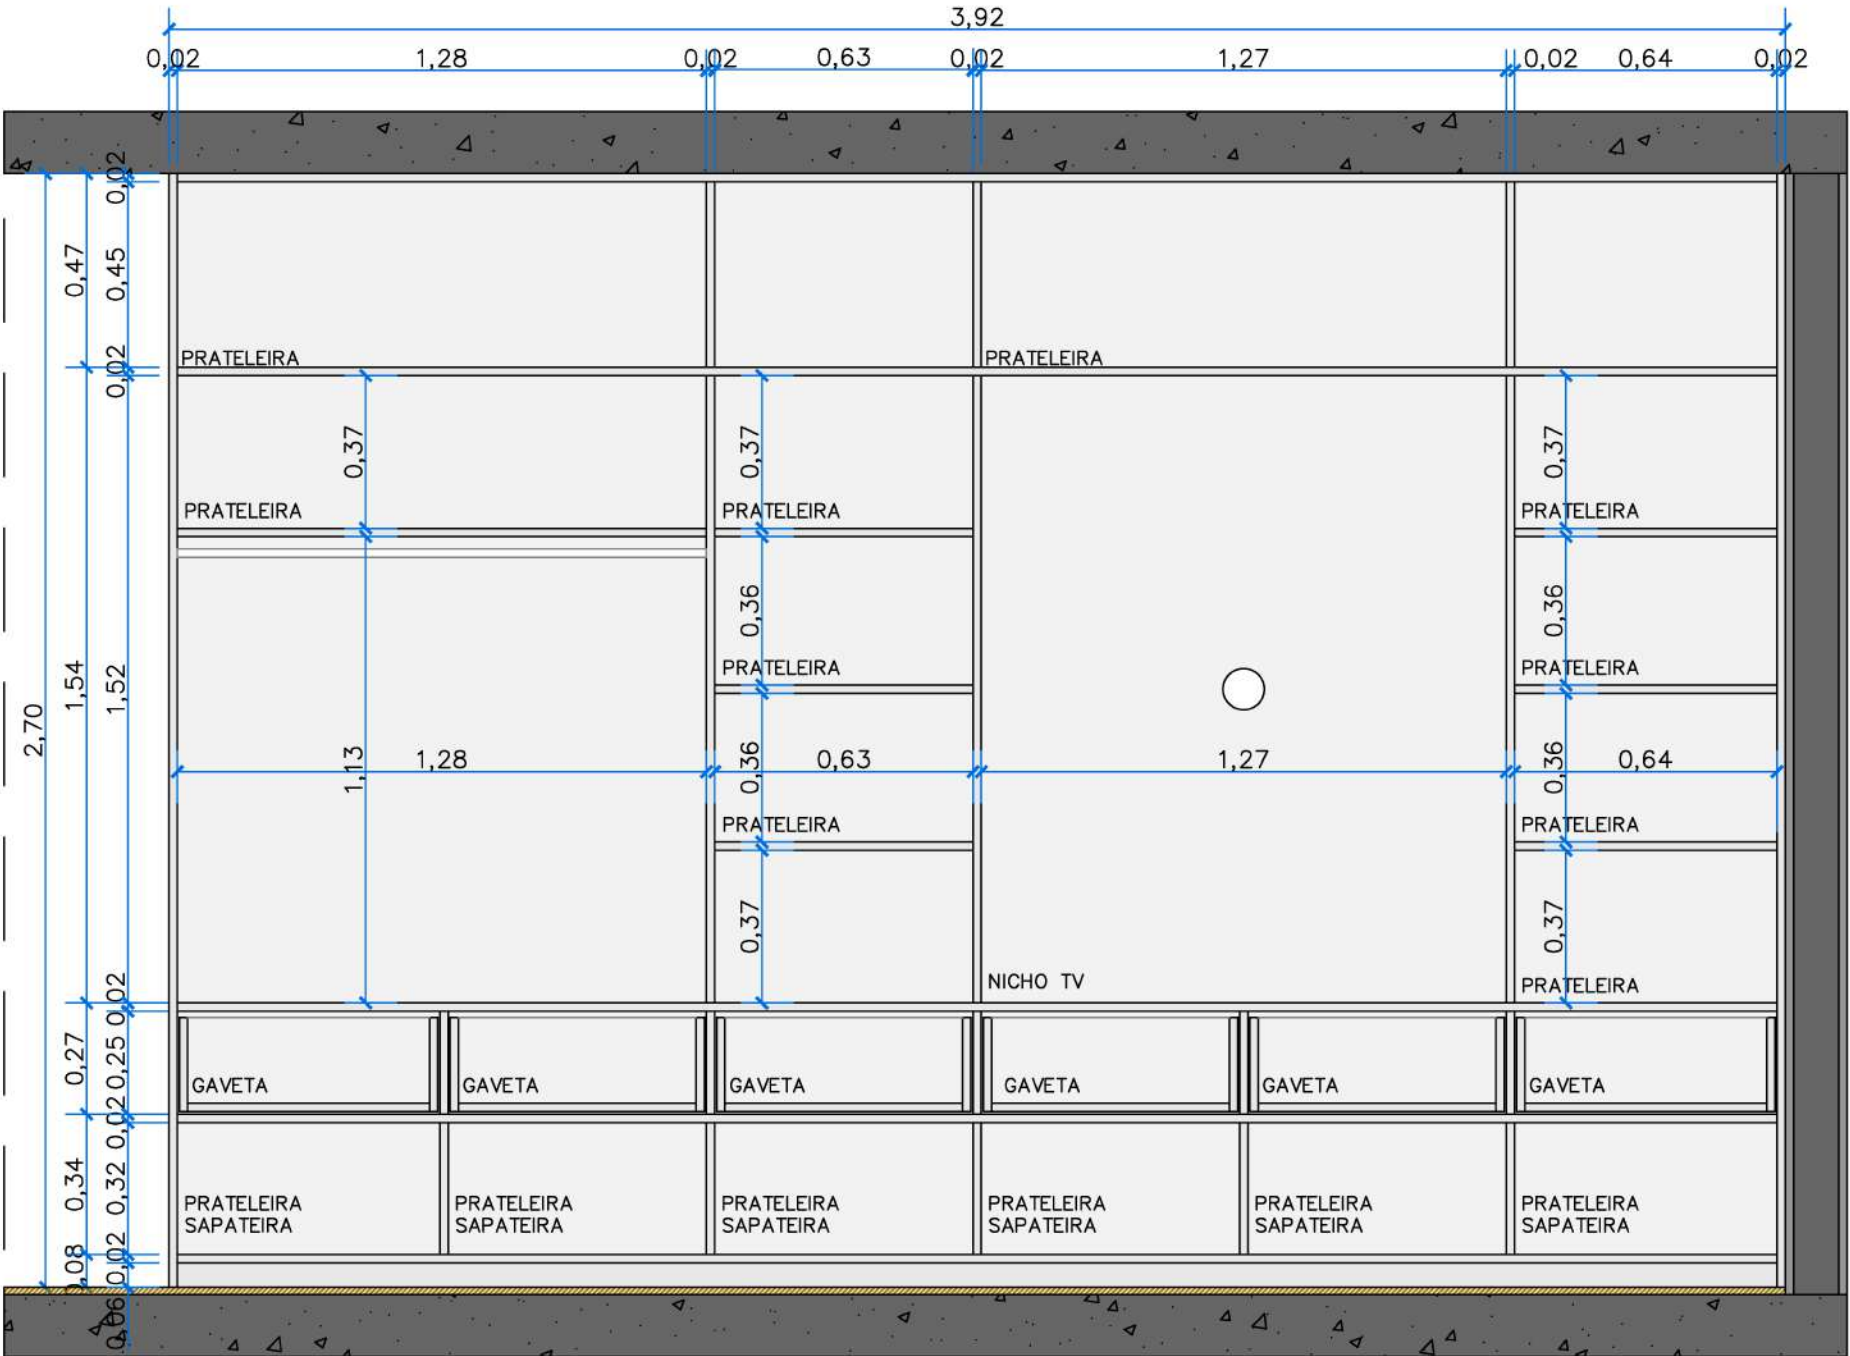 3,92
0,02 1,28 0,02 0,63 0,02 1,27 0,02 0,64 0,02
0,02
0,47
0,45
PRATELEIRA
PRATELEIRA
0,02
0,37
0,37
0,37
PRATELEIRA
PRATELEIRA
PRATELEIRA
0,36
0,36
PRATELEIRA
PRATELEIRA
2,70
1,54
1,52
1,13
1,28
0,36
0,63
1,27
0,36
0,64
PRATELEIRA
PRATELEIRA
0,37
0,37
NICHO TV
PRATELEIRA
0,02
0,27
0,25
GAVETA
GAVETA
GAVETA
GAVETA
GAVETA
GAVETA
0,02
0,34
0,32
PRATELEIRA
SAPATEIRA
PRATELEIRA
SAPATEIRA
PRATELEIRA
SAPATEIRA
PRATELEIRA
SAPATEIRA
PRATELEIRA
SAPATEIRA
PRATELEIRA
SAPATEIRA
0,08
0,02
0,06